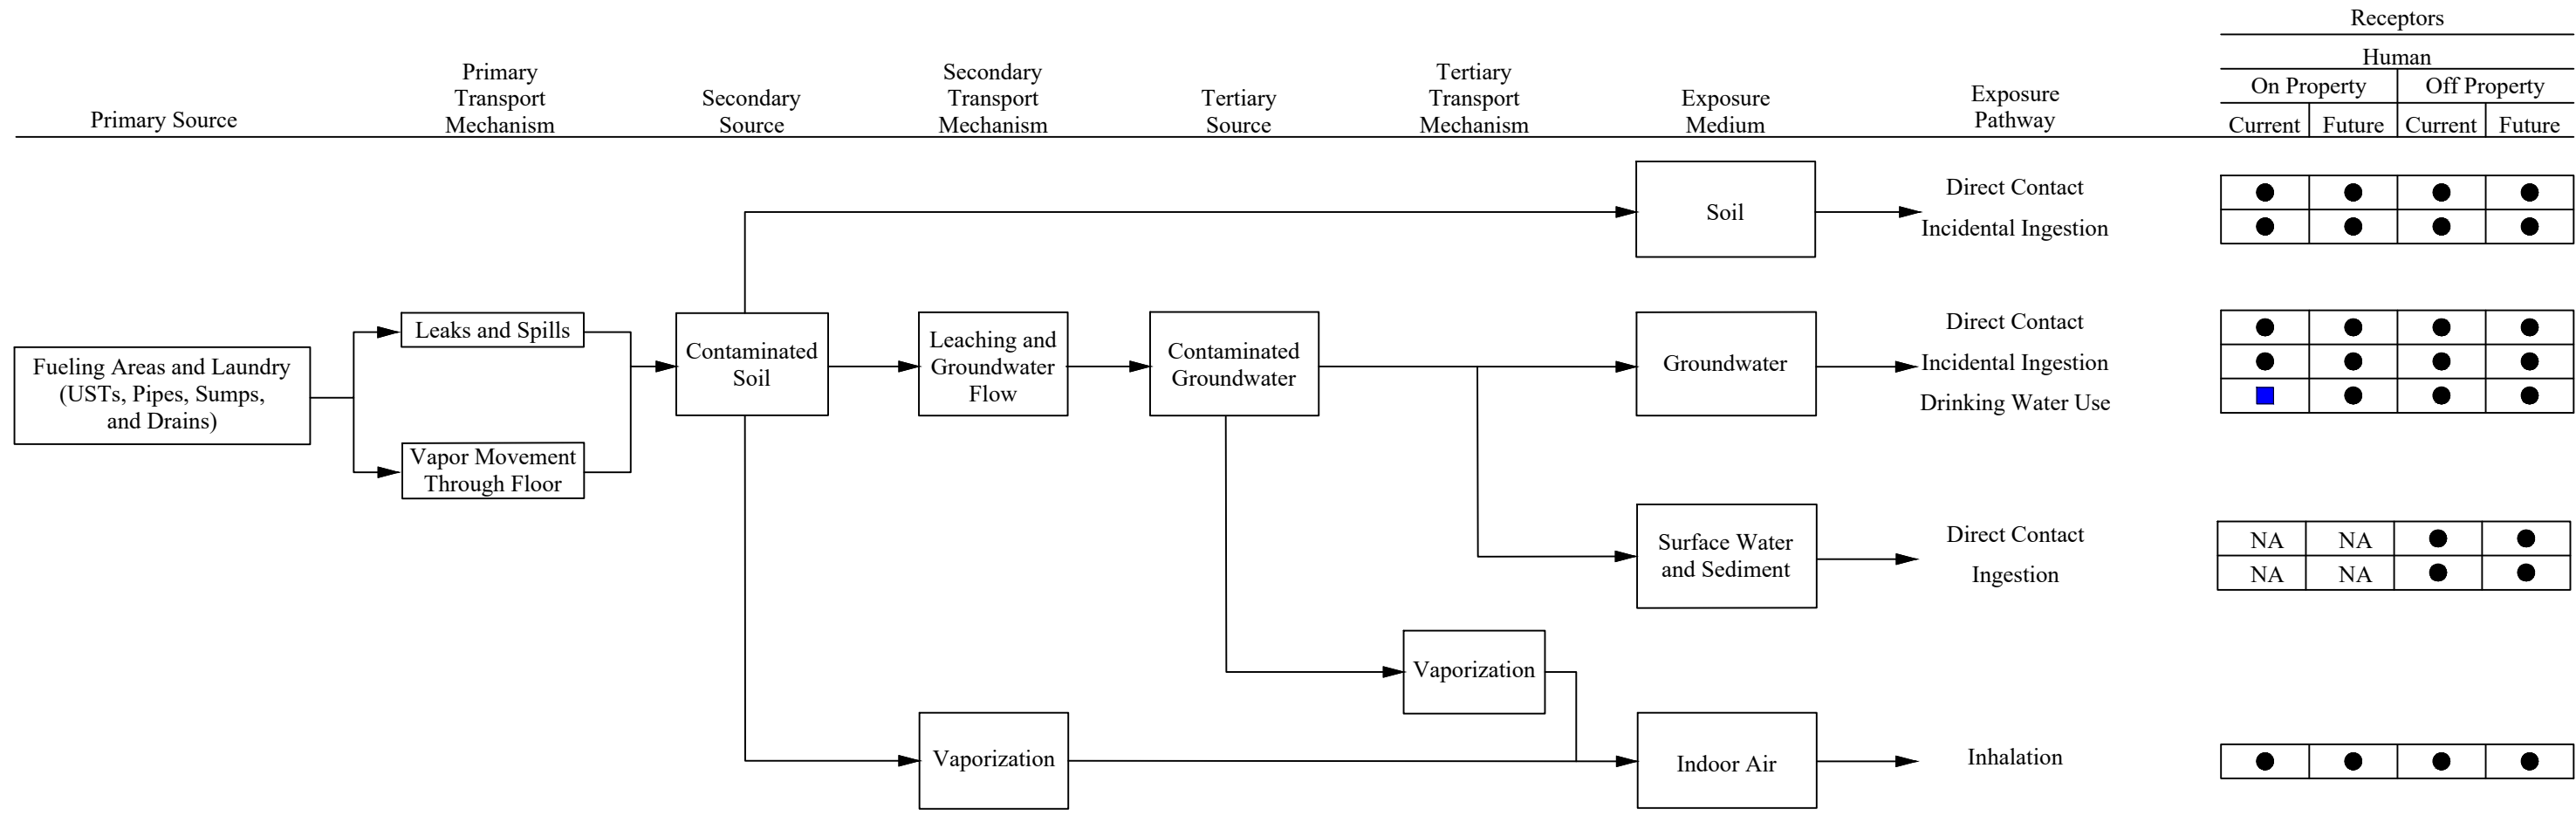 Receptors
Human
On Property
Off Property
Current
Future
Current
Future
Primary Source
Primary
Transport
Mechanism
Secondary
Source
Secondary
Transport
Mechanism
Tertiary
Source
Tertiary
Transport
Mechanism
Exposure
Medium
Exposure
Pathway
Soil
Direct Contact
Incidental Ingestion
Fueling Areas and Laundry
(USTs, Pipes, Sumps,
and Drains)
Leaks and Spills
Vapor Movement
Through Floor
Contaminated
Soil
Leaching and
Groundwater
Flow
Contaminated
Groundwater
Groundwater
Direct Contact
Incidental Ingestion
Drinking Water Use
Surface Water
and Sediment
Direct Contact
Ingestion
NA
NA
NA
NA
Vaporization
Vaporization
Indoor Air
Inhalation